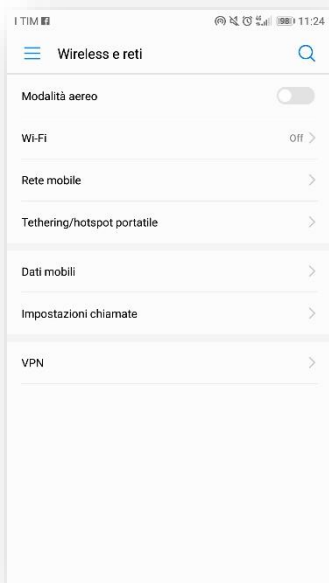 I TIM 98 11:24
Wireless e reti
Modalità aereo
Wi-Fi Off
Rete mobile
Tethering/hotspot portatile
Dati mobili
Impostazioni chiamate
VPN